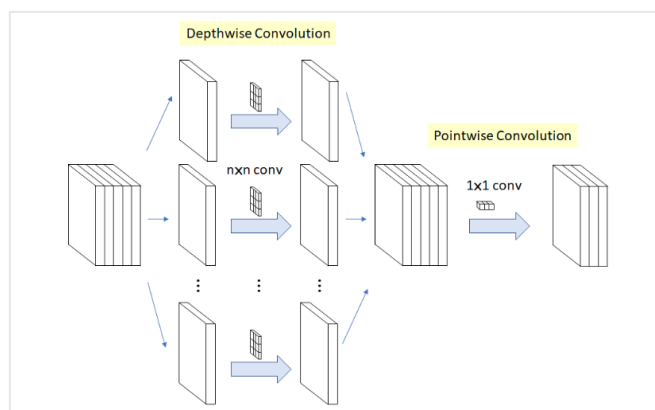 Depthwise Convolution
Pointwise Convolution
nxn conv
1x1 conv